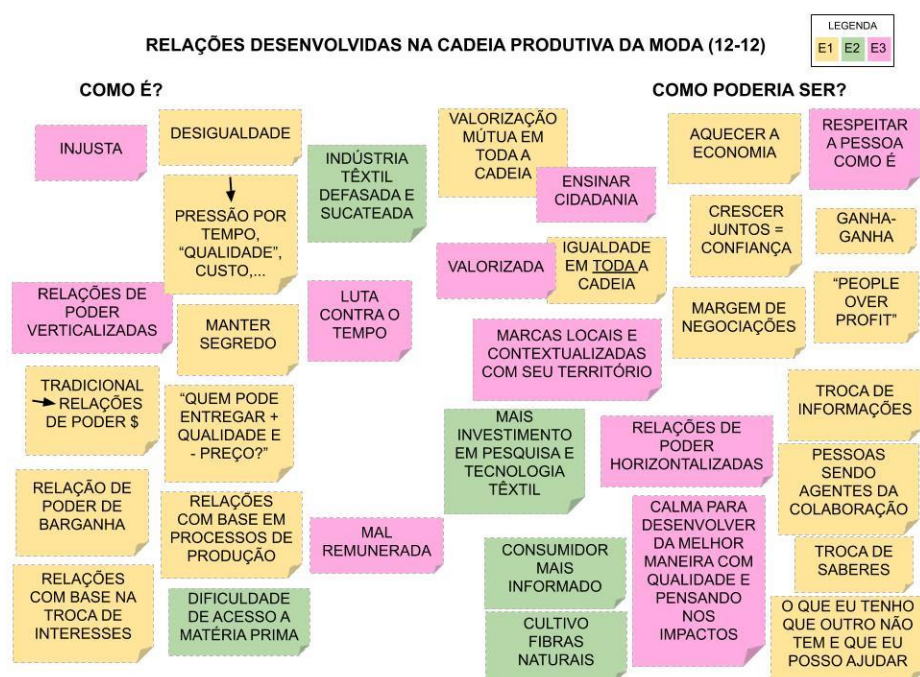 LEGENDA
E1 E2 E3
RELAÇÕES DESENVOLVIDAS NA CADEIA PRODUTIVA DA MODA (12-12)
COMO É?
INJUSTA
DESIGUALDADE
PRESSÃO POR
TEMPO,
“QUALIDADE”,
CUSTO,...
INDÚSTRIA
TÊXTIL
DEFASADA E
SUCATEADA
RELAÇÕES DE
PODER
VERTICALIZADAS
MANTER
SEGREDO
LUTA
CONTRA O
TEMPO
TRADICIONAL
RELAÇÕES
DE PODER $
“QUEM PODE
ENTREGAR +
QUALIDADE E
- PREÇO?”
RELAÇÃO DE
PODER DE
BARGANHA
RELAÇÕES
COM BASE EM
PROCESSOS DE
PRODUÇÃO
MAL
REMUNERADA
RELAÇÕES
COM BASE NA
TROCA DE
INTERESSES
DIFICULDADE
DE ACESSO A
MATÉRIA PRIMA
COMO PODERIA SER?
VALORIZAÇÃO
MÚTUA EM
TODA A
CADEIA
ENSINAR
CIDADANIA
AQUECER A
ECONOMIA
RESPEITAR
A PESSOA
COMO É
VALORIZADA
IGUALDADE
EM TODA A
CADEIA
CRESCER
JUNTOS =
CONFIANÇA
GANHA-
GANHA
MARCAS LOCAIS E
CONTEXTUALIZADAS
COM SEU TERRITÓRIO
MARGEM DE
NEGOCIAÇÕES
“PEOPLE
OVER
PROFIT”
MAIS
INVESTIMENTO
EM PESQUISA E
TECNOLOGIA
TÊXTIL
RELAÇÕES DE
PODER
HORIZONTALIZADAS
TROCA DE
INFORMAÇÕES
PESSOAS
SENDO
AGENTES DA
COLABORAÇÃO
CONSUMIDOR
MAIS
INFORMADO
CALMA PARA
DESENVOLVER
DA MELHOR
MANEIRA COM
QUALIDADE E
PENSANDO
NOS
IMPACTOS
TROCA DE
SABERES
CULTIVO
FIBRAS
NATURAIS
O QUE EU TENHO
QUE OUTRO NÃO
TEM E QUE EU
POSSO AJUDAR